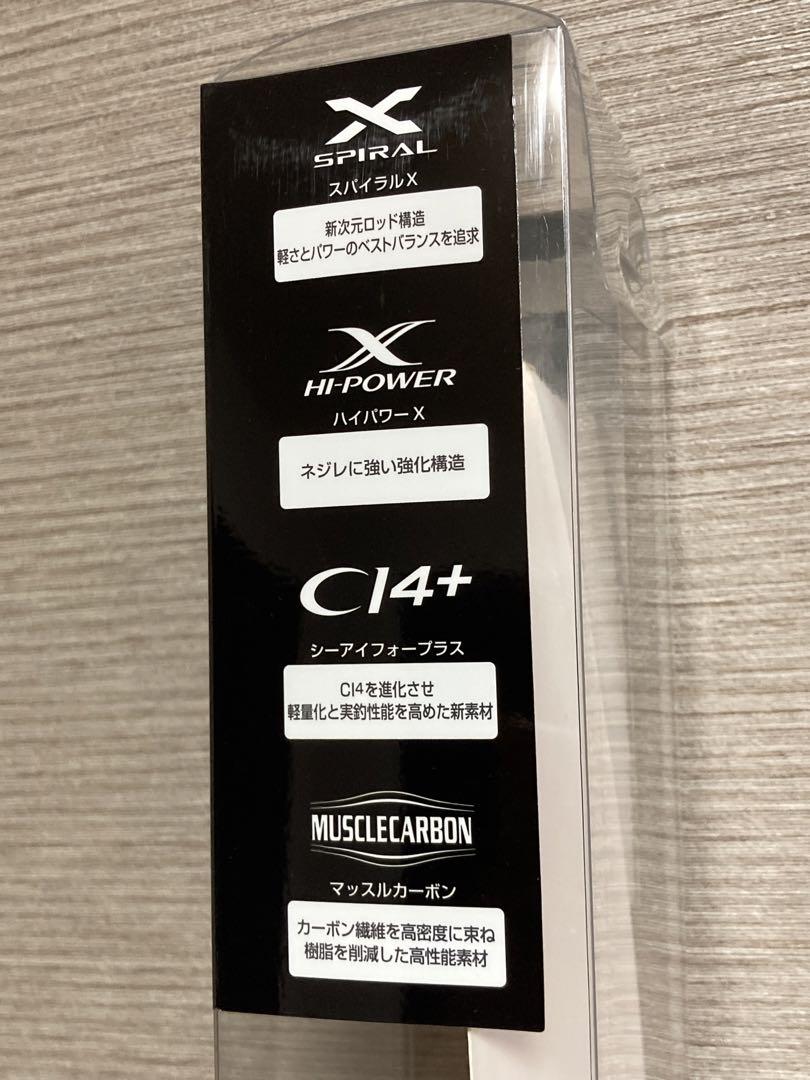 X
SPIRAL
スパイラルX
新次元ロッド構造
軽さとパワーのベストバランスを追求
X
HI-POWER
ハイパワーX
ネジレに強い強化構造
CI4+
シーアイフォープラス
CI4を進化させ
軽量化と実釣性能を高めた新素材
MUSCLECARBON
マッスルカーボン
カーボン繊維を高密度に束ね
樹脂を削減した高性能素材